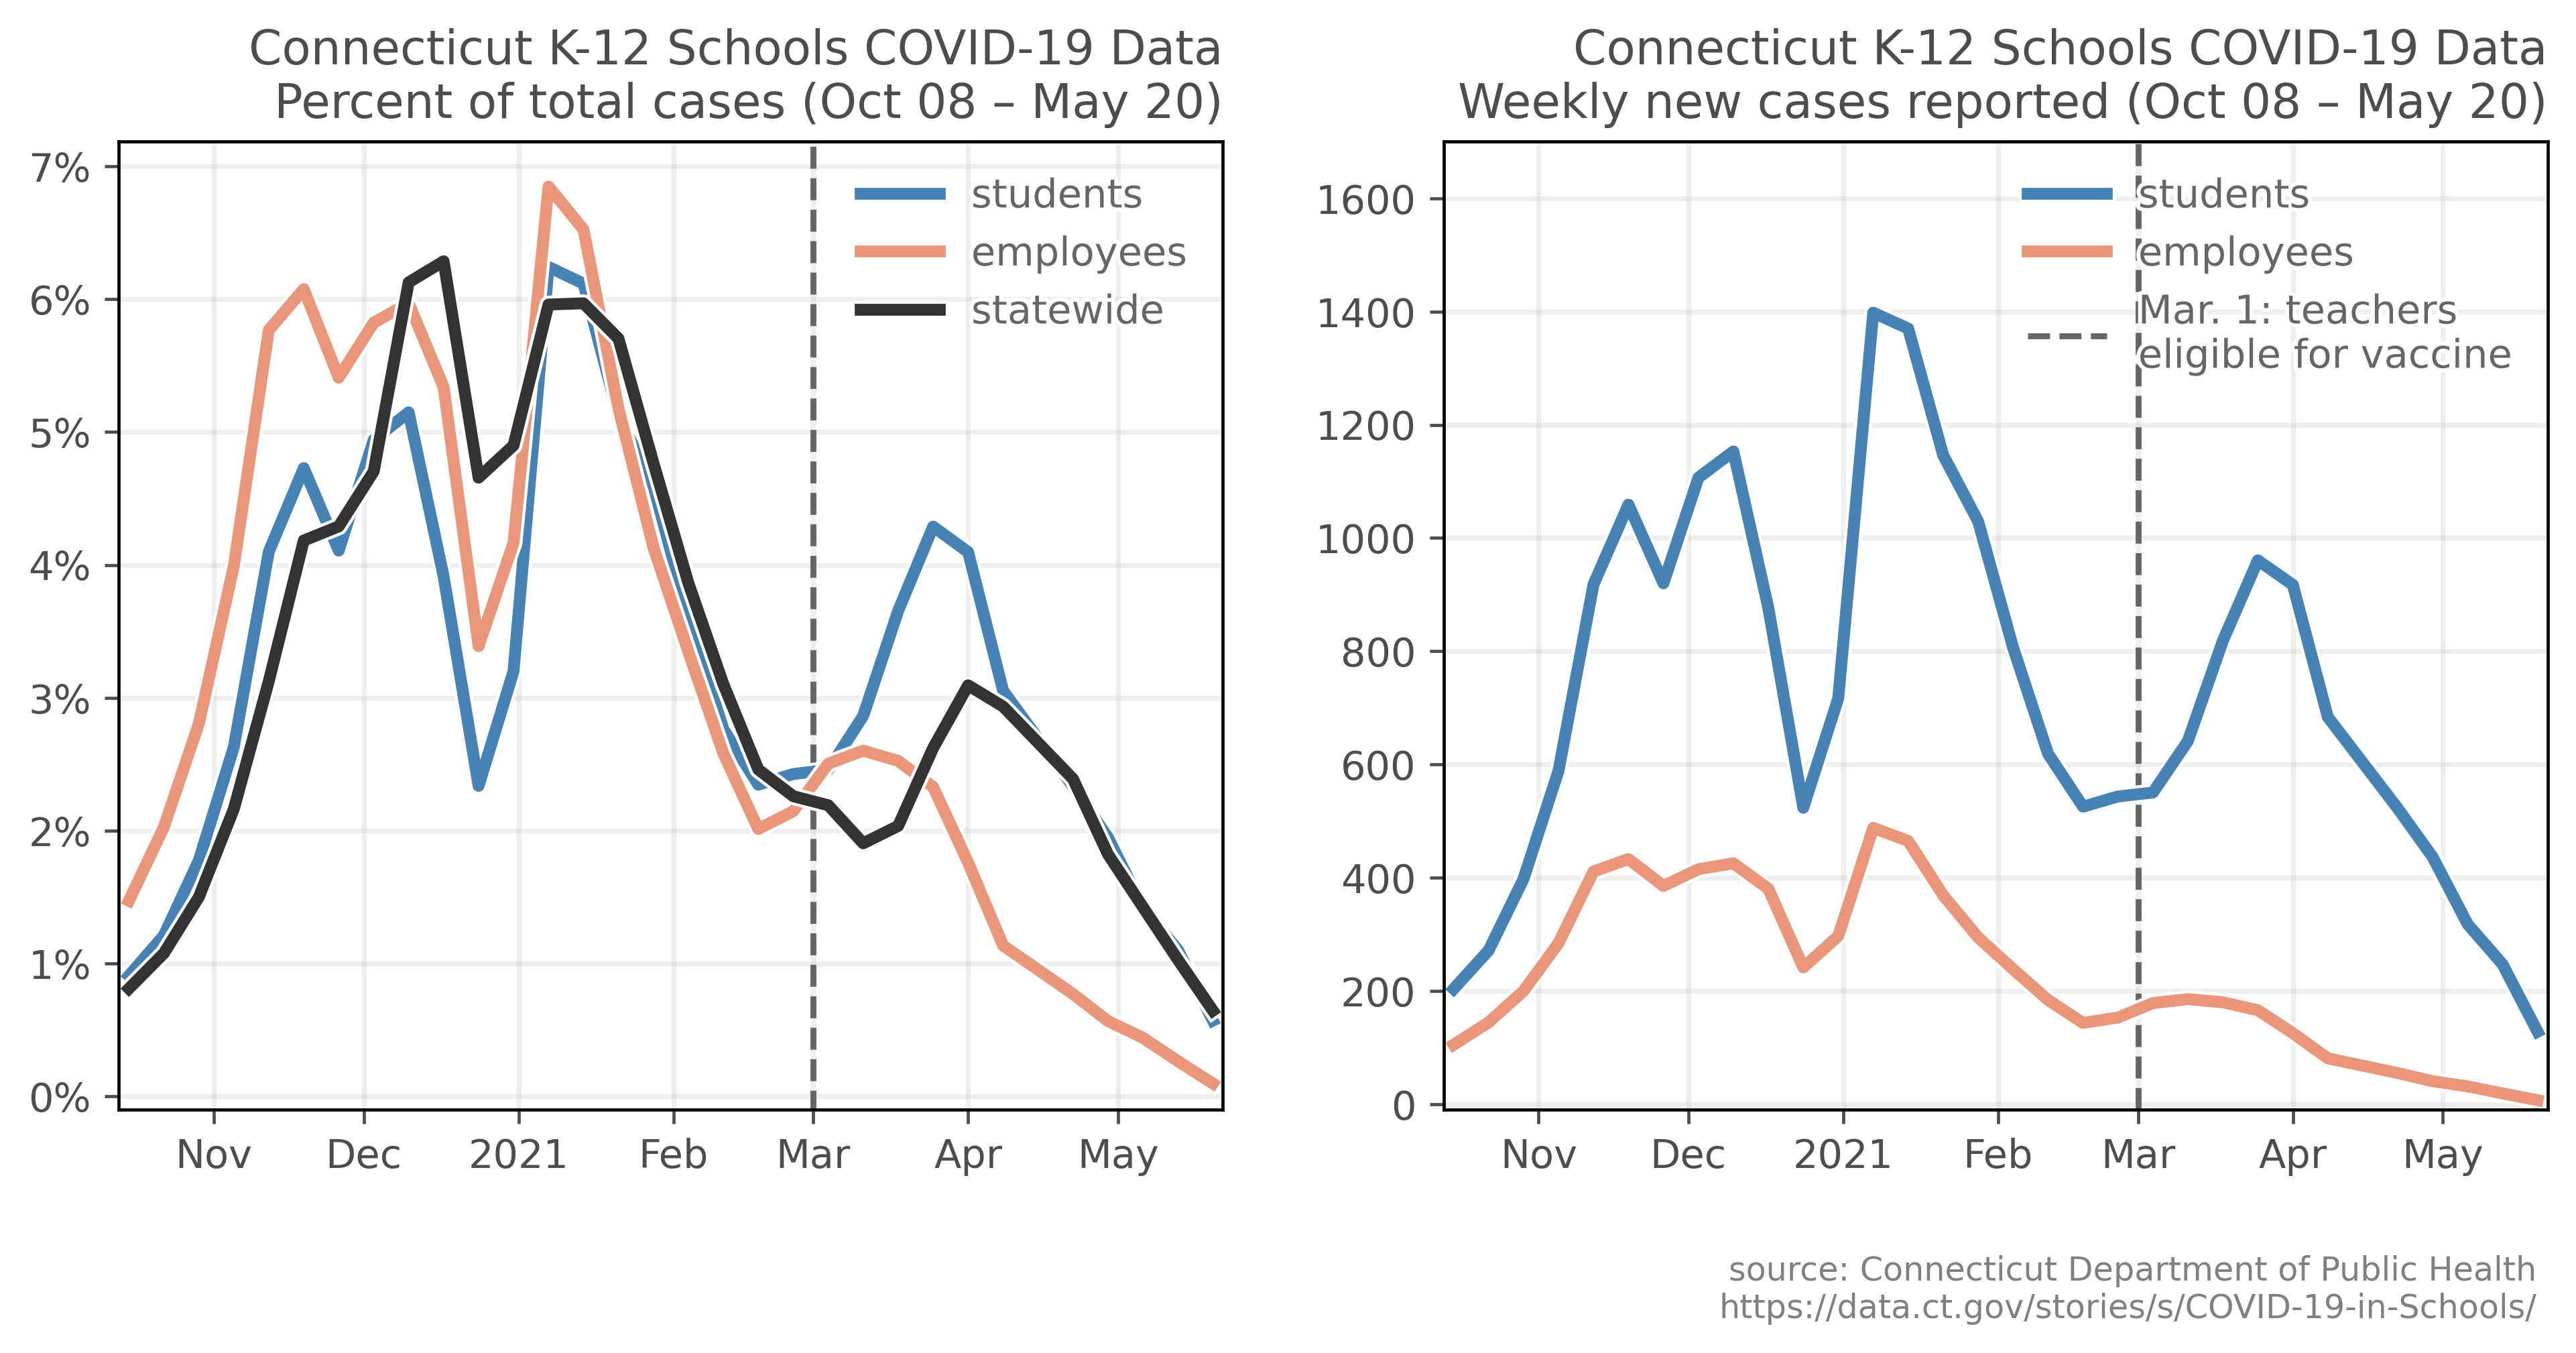 Connecticut K-12 Schools COVID-19 Data
Percent of total cases (Oct 08 – May 20)
7%
6%
5%
4%
3%
2%
1%
0%
students
employees
statewide
Nov
Dec
2021
Feb
Mar
Apr
May
Connecticut K-12 Schools COVID-19 Data
Weekly new cases reported (Oct 08 – May 20)
1600
1400
1200
1000
800
600
400
200
0
students
employees
Mar. 1: teachers
eligible for vaccine
Nov
Dec
2021
Feb
Mar
Apr
May
source: Connecticut Department of Public Health
https://data.ct.gov/stories/s/COVID-19-in-Schools/